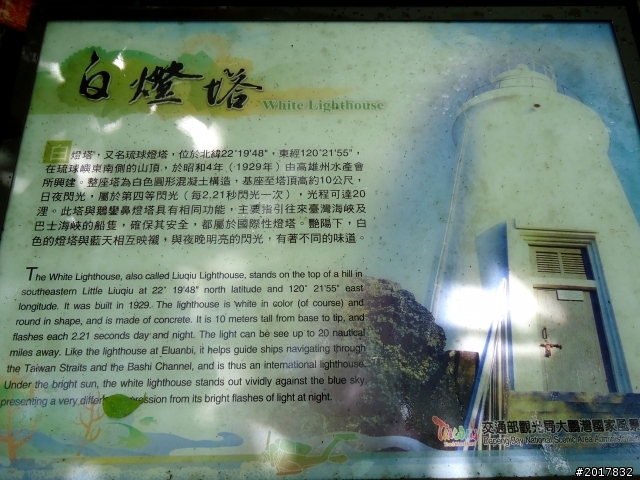 白燈塔
White Lighthouse
白燈塔，又名琉球燈塔，位於北緯22°19'48"，東經120°21'55"，
在琉球嶼東南側的山頂，於昭和4年（1929年）由高雄州水產會
所興建。整座塔為白色圓形混凝土構造，基座至塔頂高約10公尺，
日夜閃光，屬於第四等閃光（每2.21秒閃光一次），光程可達20
浬。此塔與鵝鑾鼻燈塔具有相同功能，主要指引往來臺灣海峽及
巴士海峽的船隻，確保其安全，都屬於國際性燈塔。艷陽下，白
色的燈塔與藍天相互映襯，與夜晚明亮的閃光，有著不同的味道。
The White Lighthouse, also called Liuqiu Lighthouse, stands on the top of a hill in
southeastern Little Liuqiu at 22° 19'48" north latitude and 120° 21'55" east
longitude. It was built in 1929. The lighthouse is white in color (of course) and
round in shape, and is made of concrete. It is 10 meters tall from base to tip, and
flashes each 2.21 seconds day and night. The light can be see up to 20 nautical
miles away. Like the lighthouse at Eluanbi, it helps guide ships navigating through
the Taiwan Straits and the Bashi Channel, and is thus an international lighthouse.
Under the bright sun, the white lighthouse stands out vividly against the blue sky,
presenting a very from its bright flashes of light at night.
交通部觀光局大鵬灣國家風景
Dapeng Bay National Scenic Area
#2017832